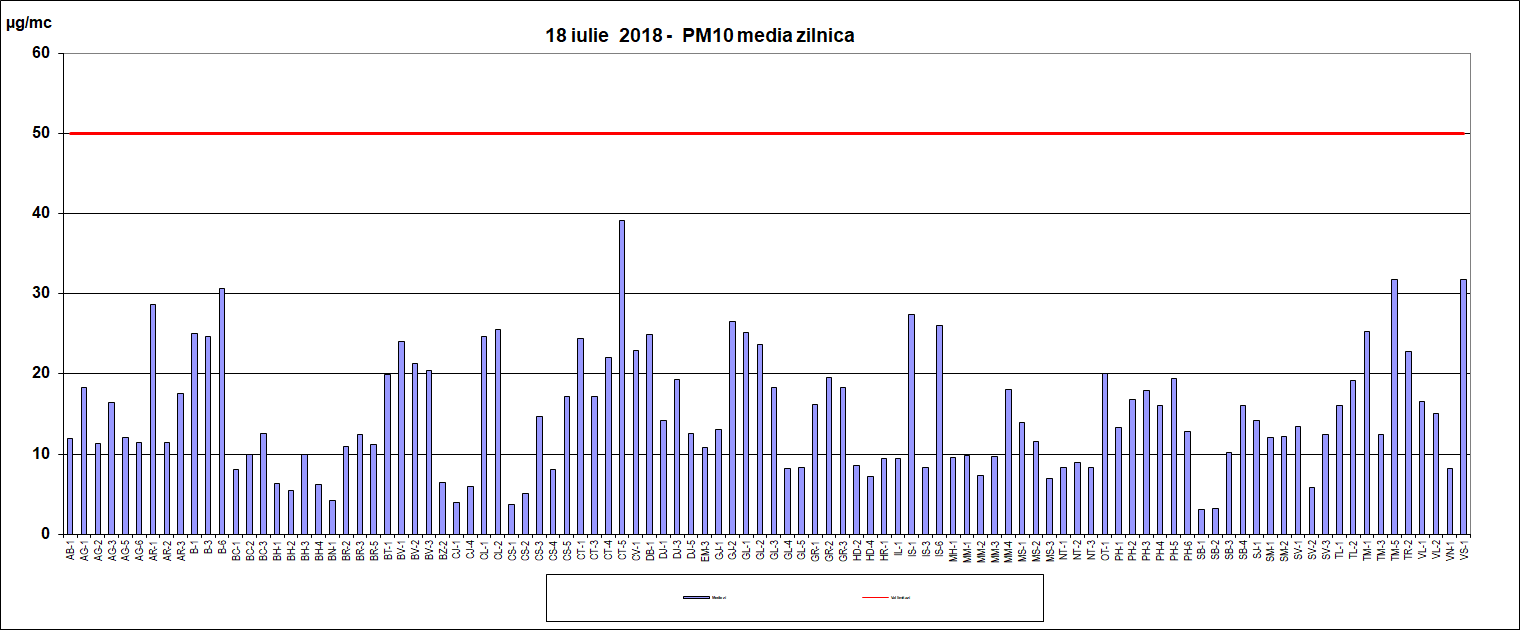 µg/mc
18 iulie 2018 - PM10 media zilnica
60
50
40
30
20
10
0
AB-1 AG-1 AG-2 AG-3 AG-5 AG-6 AR-1 AR-2 AR-3 B-1 B-3 B-6 BC-1 BC-2 BC-3 BH-1 BH-2 BH-3 BH-4 BN-1 BR-2 BR-3 BR-5 BT-1 BV-1 BV-2 BV-3 BZ-2 CJ-1 CJ-4 CL-1 CL-2 CS-1 CS-2 CS-3 CS-4 CS-5 CT-1 CT-3 CT-4 CT-5 CV-1 DB-1 DJ-1 DJ-3 DJ-5 EM-3 GJ-1 GJ-2 GL-1 GL-2 GL-3 GL-4 GL-5 GR-1 GR-2 GR-3 HD-2 HD-4 HR-1 IL-1 IS-1 IS-3 IS-6 MH-1 MM-1 MM-2 MM-3 MM-4 MS-1 MS-2 MS-3 NT-1 NT-2 NT-3 OT-1 PH-1 PH-2 PH-3 PH-4 PH-5 PH-6 SB-1 SB-2 SB-3 SB-4 SJ-1 SM-1 SM-2 SV-1 SV-2 SV-3 TL-1 TL-2 TM-1 TM-3 TM-5 TR-2 VL-1 VL-2 VN-1 VS-1